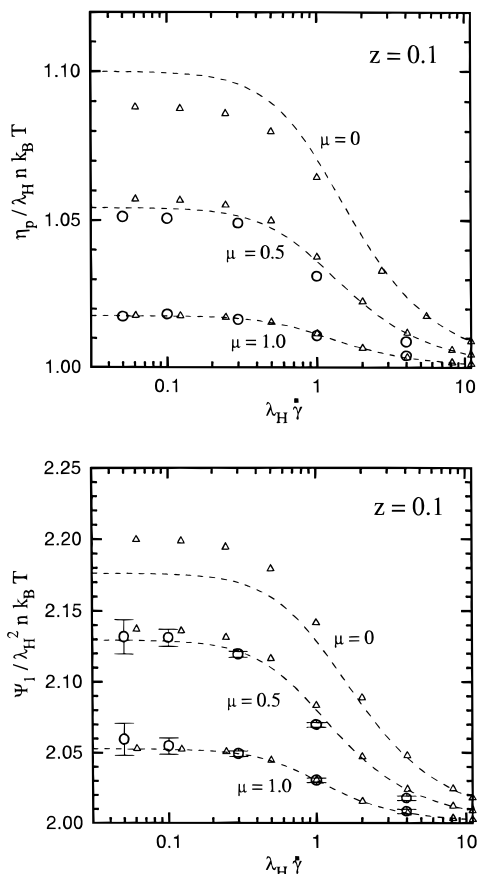 z = 0.1
1.10
μ = 0
η_p / λ_H n k_B T
1.05
μ = 0.5
μ = 1.0
1.00
0.1 1 10
λ_H γ̇
2.25
z = 0.1
2.20
2.15
Ψ_1 / λ_H^2 n k_B T
μ = 0
2.10
μ = 0.5
2.05
μ = 1.0
2.00
0.1 1 10
λ_H γ̇